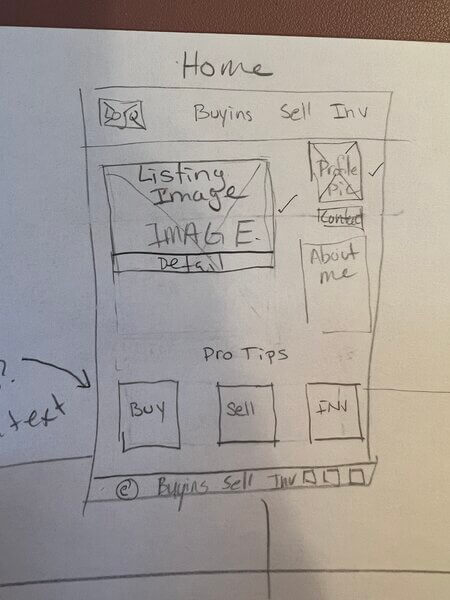 Home
Logo Buyins Sell Inv
Listing
Image
IMAGE.
Detail
Profile
Pic
Contact
About
me
Pro Tips
BUY Sell INV
?
text
© Buyins Sell Inv